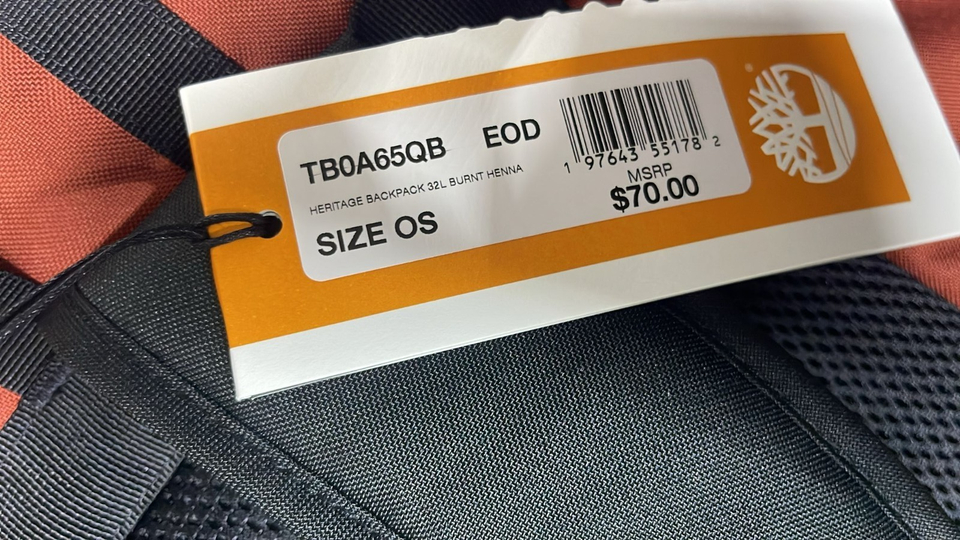 TB0A65QB EOD
HERITAGE BACKPACK 32L BURNT HENNA
SIZE OS
1 97643 55178 2
MSRP
$70.00